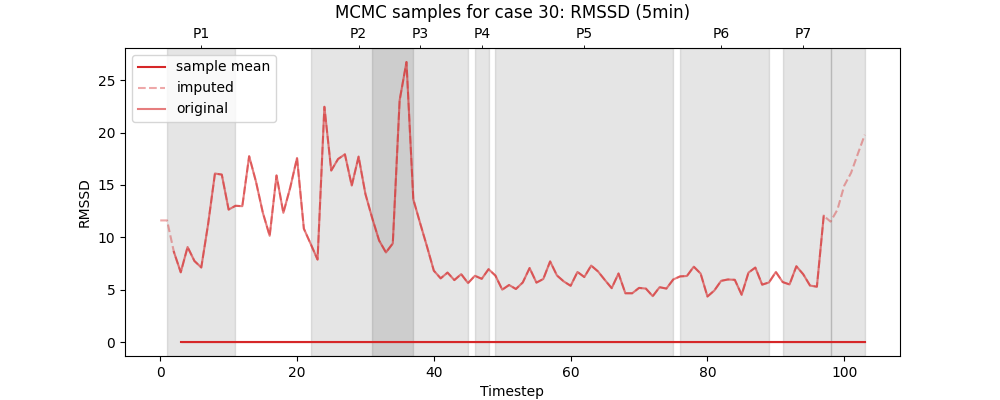 MCMC samples for case 30: RMSSD (5min)
P1 P2 P3 P4 P5 P6 P7
sample mean
imputed
original
RMSSD
25
20
15
10
5
0
0 20 40 60 80 100
Timestep